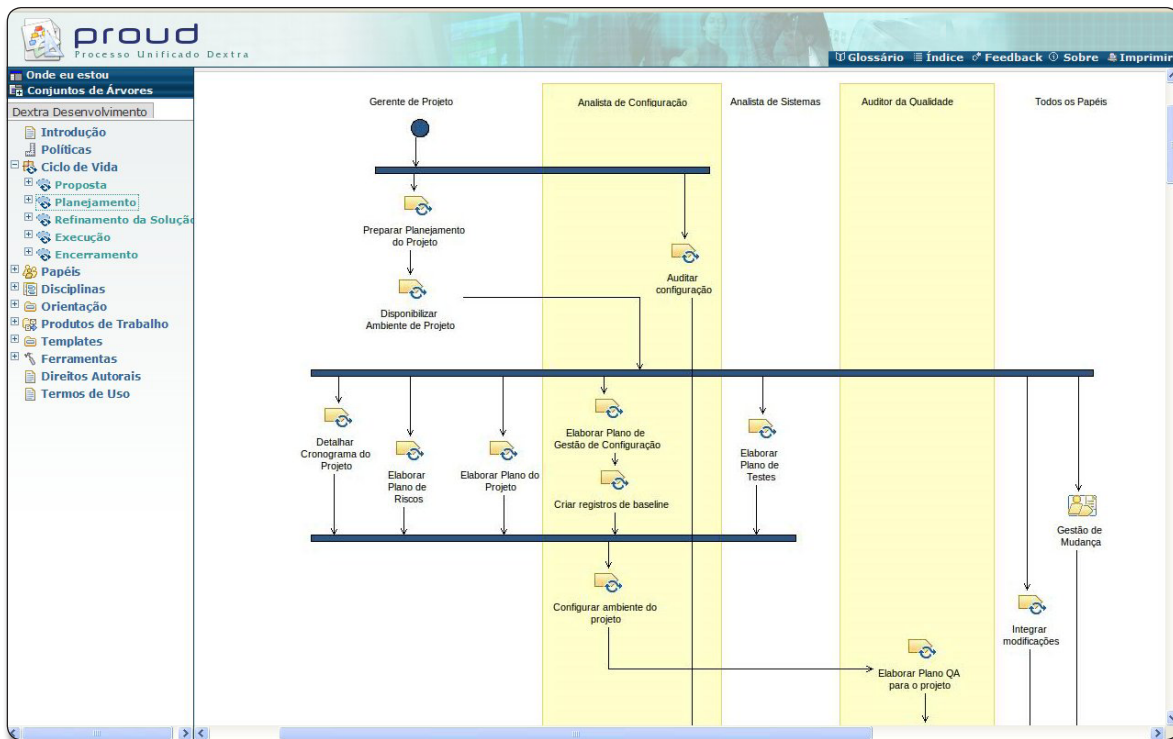 proud
Processo Unificado Dextra
Glossário Índice Feedback Sobre Imprimir
Onde eu estou
Conjuntos de Árvores
Dextra Desenvolvimento
Introdução
Políticas
Ciclo de Vida
Proposta
Planejamento
Refinamento da Solução
Execução
Encerramento
Papéis
Disciplinas
Orientação
Produtos de Trabalho
Templates
Ferramentas
Direitos Autorais
Termos de Uso
Gerente de Projeto
Analista de Configuração
Analista de Sistemas
Auditor da Qualidade
Todos os Papéis
Preparar Planejamento
do Projeto
Auditar
configuração
Disponibilizar
Ambiente de Projeto
Detalhar
Cronograma do
Projeto
Elaborar
Plano de
Riscos
Elaborar Plano do
Projeto
Elaborar Plano de
Gestão de Configuração
Criar registros de baseline
Elaborar
Plano de
Testes
Gestão de
Mudança
Configurar ambiente do
projeto
Integrar
modificações
Elaborar Plano QA
para o projeto